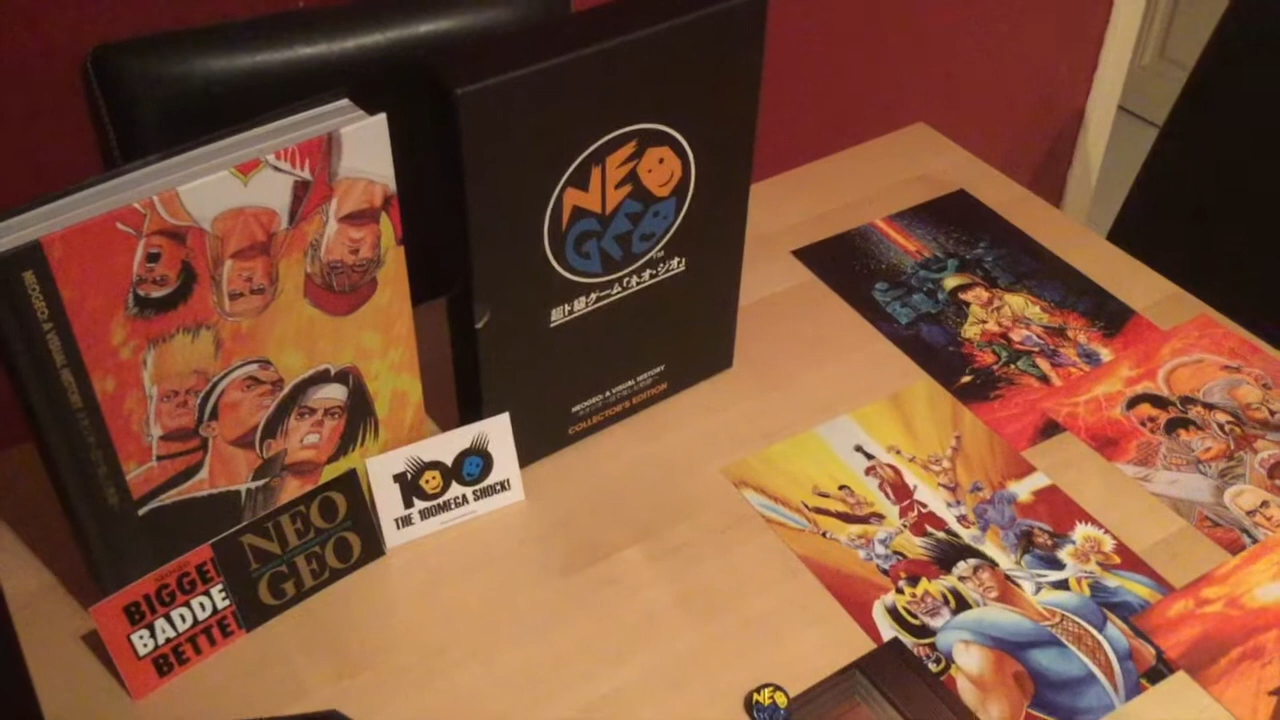 NEOGEO: A VISUAL HISTORY
NEO
GEO
TM
超ド級ゲーム「ネオ・ジオ」
NEOGEO: A VISUAL HISTORY
COLLECTOR'S EDITION
100
THE 100MEGA SHOCK!
NEO
GEO
BIGGE
BADDE
BETTE
NEO
GEO